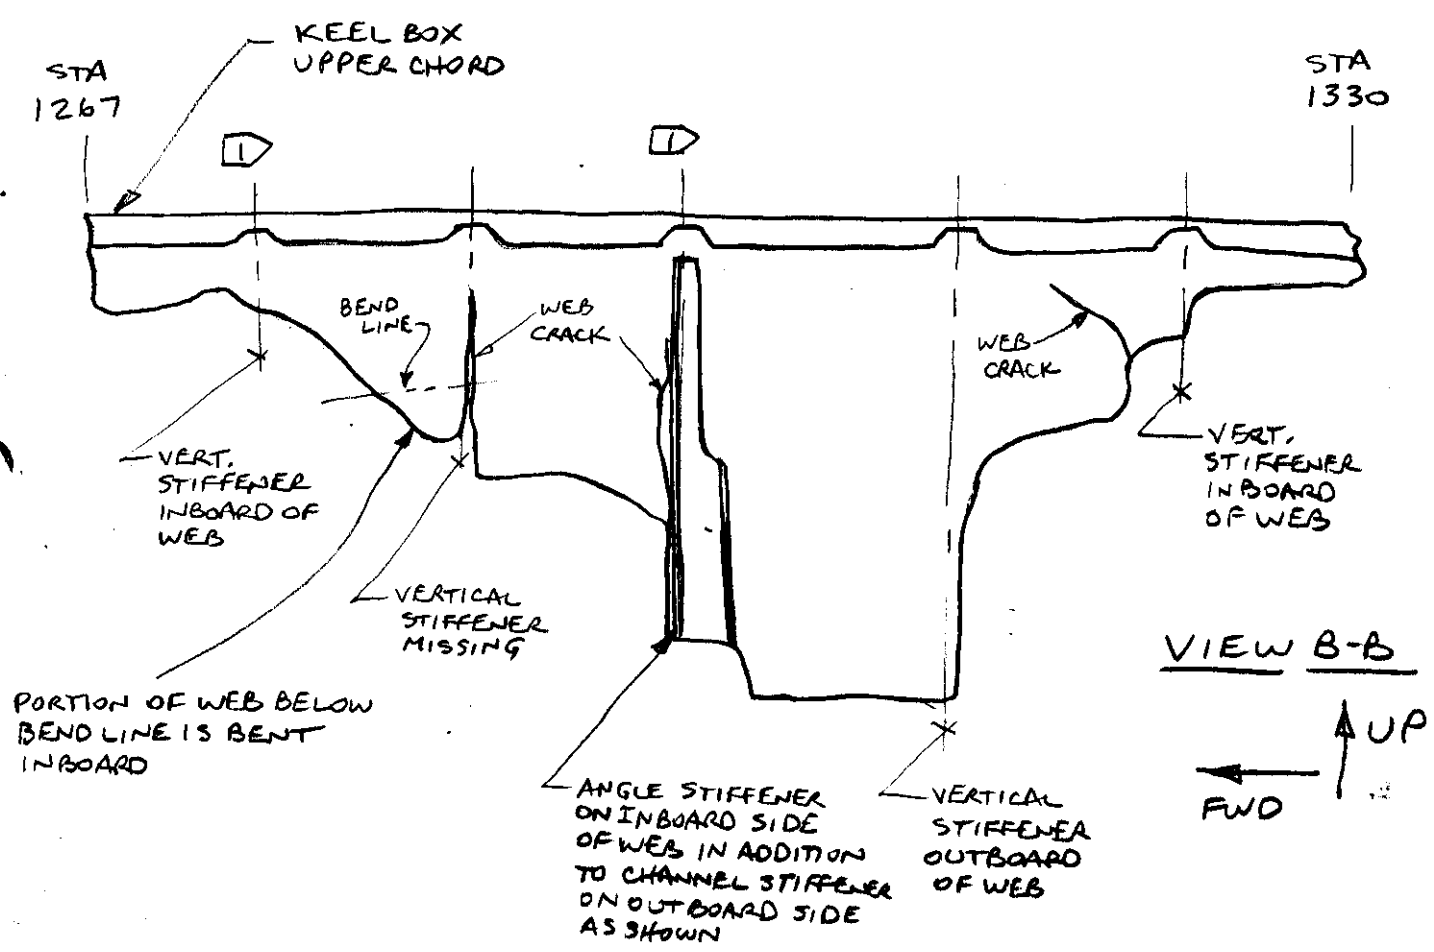 KEEL BOX
UPPER CHORD
STA
1267
STA
1330
1
1
BEND
LINE
WEB
CRACK
WEB
CRACK
VERT.
STIFFENER
INBOARD OF
WEB
VERT.
STIFFENER
INBOARD
OF WEB
VERTICAL
STIFFENER
MISSING
PORTION OF WEB BELOW
BEND LINE IS BENT
INBOARD
VIEW B-B
UP
FWD
ANGLE STIFFENER
ON INBOARD SIDE
OF WEB IN ADDITION
TO CHANNEL STIFFENER
ON OUTBOARD SIDE
AS SHOWN
VERTICAL
STIFFENER
OUTBOARD
OF WEB